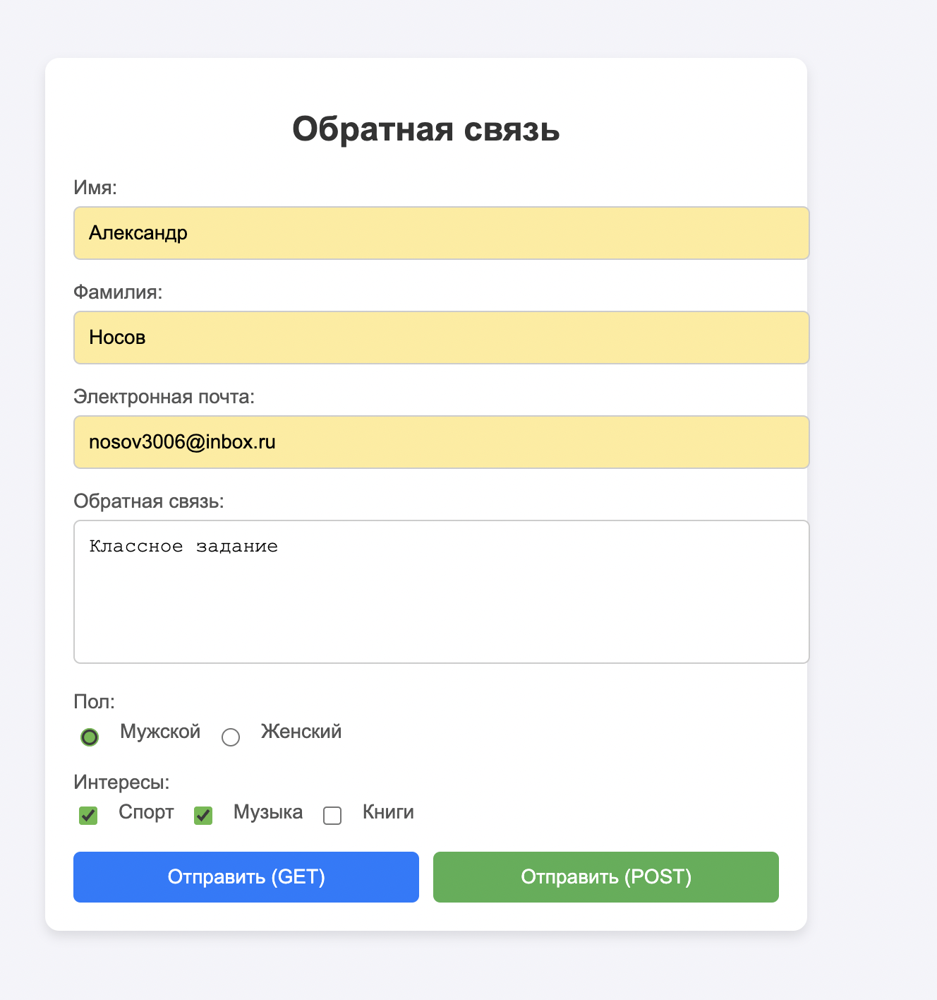 Обратная связь
Имя:
Александр
Фамилия:
Носов
Электронная почта:
nosov3006@inbox.ru
Обратная связь:
Классное задание
Пол:
Мужской Женский
Интересы:
Спорт Музыка Книги
Отправить (GET) Отправить (POST)